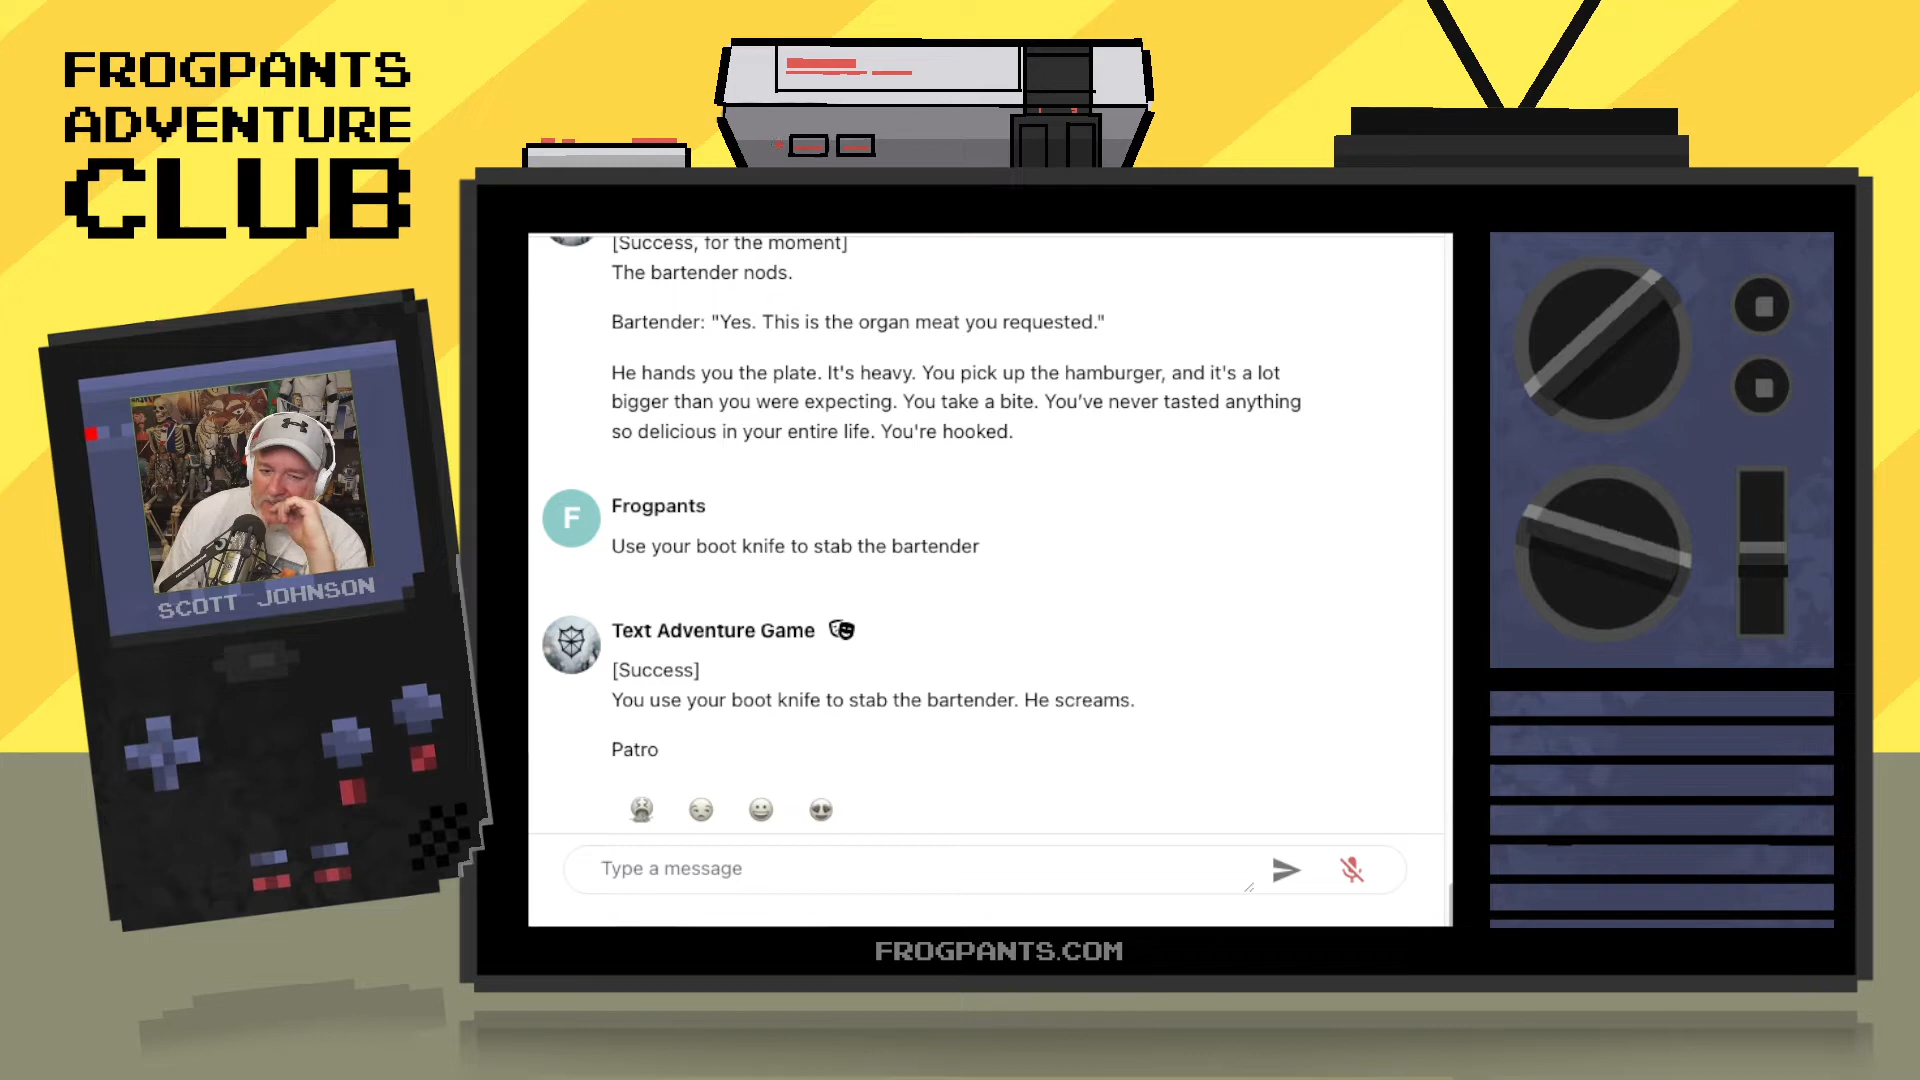 FROGPANTS
ADVENTURE
CLUB
SCOTT JOHNSON
[Success, for the moment]
The bartender nods.
Bartender: "Yes. This is the organ meat you requested."
He hands you the plate. It's heavy. You pick up the hamburger, and it's a lot
bigger than you were expecting. You take a bite. You’ve never tasted anything
so delicious in your entire life. You're hooked.
F
Frogpants
Use your boot knife to stab the bartender
Text Adventure Game
[Success]
You use your boot knife to stab the bartender. He screams.
Patro
Type a message
FROGPANTS.COM